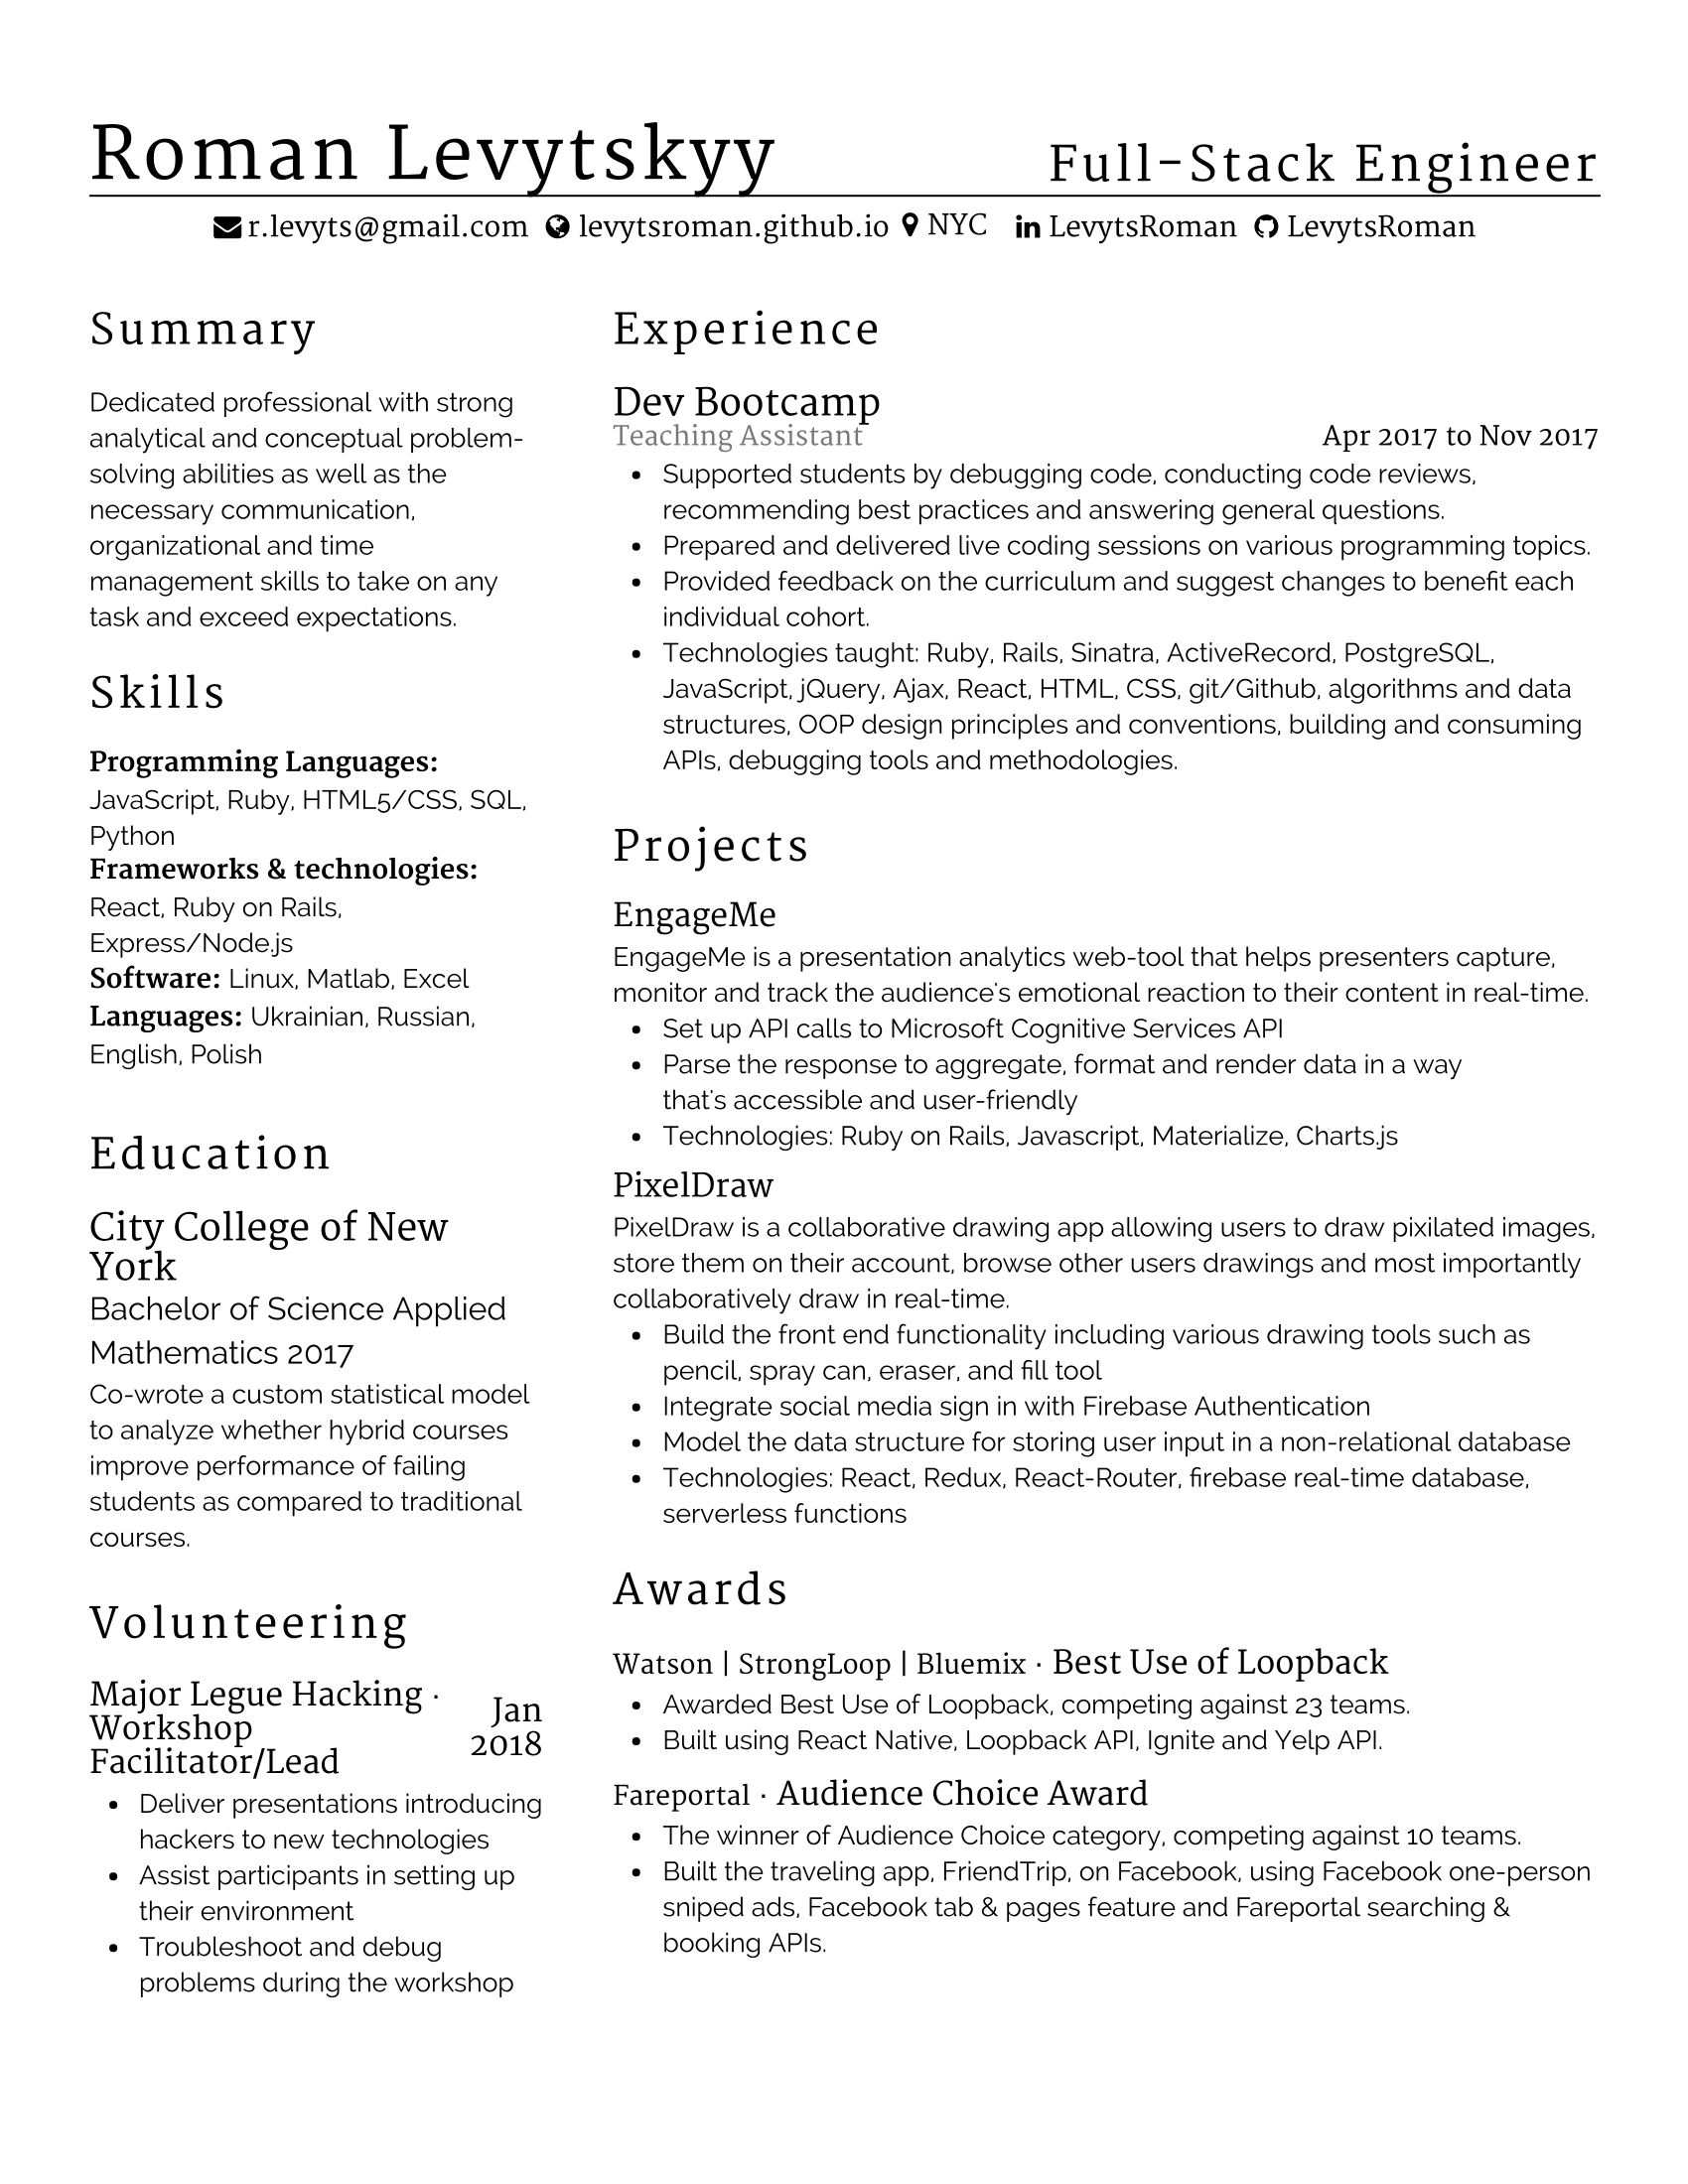 Roman Levytskyy
Full-Stack Engineer
r.levyts@gmail.com levytsroman.github.io NYC LevytsRoman LevytsRoman
Summary
Dedicated professional with strong
analytical and conceptual problem-
solving abilities as well as the
necessary communication,
organizational and time
management skills to take on any
task and exceed expectations.
Skills
Programming Languages:
JavaScript, Ruby, HTML5/CSS, SQL,
Python
Frameworks & technologies:
React, Ruby on Rails,
Express/Node.js
Software: Linux, Matlab, Excel
Languages: Ukrainian, Russian,
English, Polish
Education
City College of New
York
Bachelor of Science Applied
Mathematics 2017
Co-wrote a custom statistical model
to analyze whether hybrid courses
improve performance of failing
students as compared to traditional
courses.
Volunteering
Major Legue Hacking ·
Workshop
Facilitator/Lead
Jan
2018
• Deliver presentations introducing
hackers to new technologies
• Assist participants in setting up
their environment
• Troubleshoot and debug
problems during the workshop
Experience
Dev Bootcamp
Teaching Assistant
Apr 2017 to Nov 2017
• Supported students by debugging code, conducting code reviews,
recommending best practices and answering general questions.
• Prepared and delivered live coding sessions on various programming topics.
• Provided feedback on the curriculum and suggest changes to benefit each
individual cohort.
• Technologies taught: Ruby, Rails, Sinatra, ActiveRecord, PostgreSQL,
JavaScript, jQuery, Ajax, React, HTML, CSS, git/Github, algorithms and data
structures, OOP design principles and conventions, building and consuming
APIs, debugging tools and methodologies.
Projects
EngageMe
EngageMe is a presentation analytics web-tool that helps presenters capture,
monitor and track the audience's emotional reaction to their content in real-time.
• Set up API calls to Microsoft Cognitive Services API
• Parse the response to aggregate, format and render data in a way
that's accessible and user-friendly
• Technologies: Ruby on Rails, Javascript, Materialize, Charts.js
PixelDraw
PixelDraw is a collaborative drawing app allowing users to draw pixilated images,
store them on their account, browse other users drawings and most importantly
collaboratively draw in real-time.
• Build the front end functionality including various drawing tools such as
pencil, spray can, eraser, and fill tool
• Integrate social media sign in with Firebase Authentication
• Model the data structure for storing user input in a non-relational database
• Technologies: React, Redux, React-Router, firebase real-time database,
serverless functions
Awards
Watson | StrongLoop | Bluemix · Best Use of Loopback
• Awarded Best Use of Loopback, competing against 23 teams.
• Built using React Native, Loopback API, Ignite and Yelp API.
Fareportal · Audience Choice Award
• The winner of Audience Choice category, competing against 10 teams.
• Built the traveling app, FriendTrip, on Facebook, using Facebook one-person
sniped ads, Facebook tab & pages feature and Fareportal searching &
booking APIs.